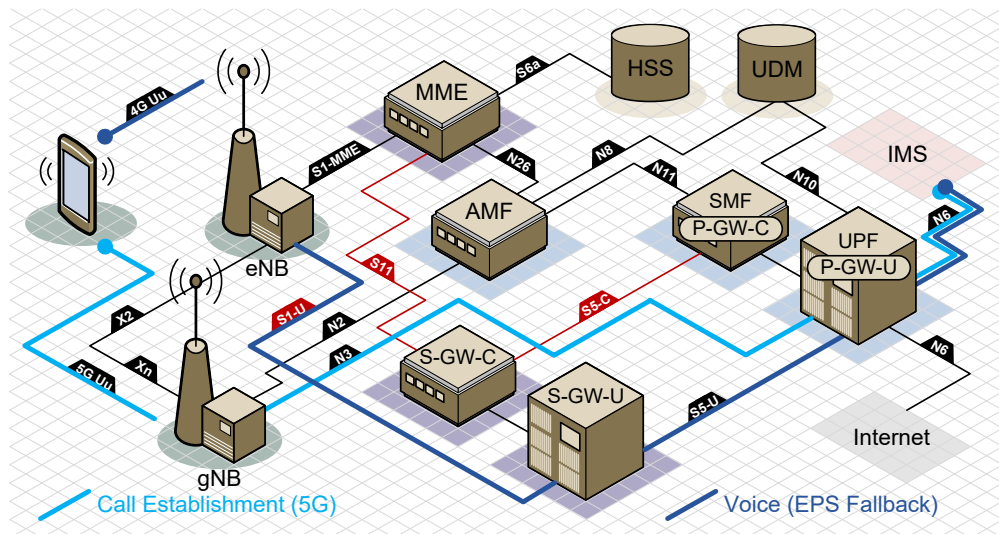 HSS
UDM
S6a
MME
4G Uu
IMS
S1-MME
N26
N8
N11
N10
AMF
SMF
P-GW-C
N6
UPF
P-GW-U
eNB
S11
S1-U
S5-C
X2
N2
Xn
N3
N6
5G Uu
S-GW-C
S-GW-U
S5-U
Internet
gNB
Call Establishment (5G)
Voice (EPS Fallback)